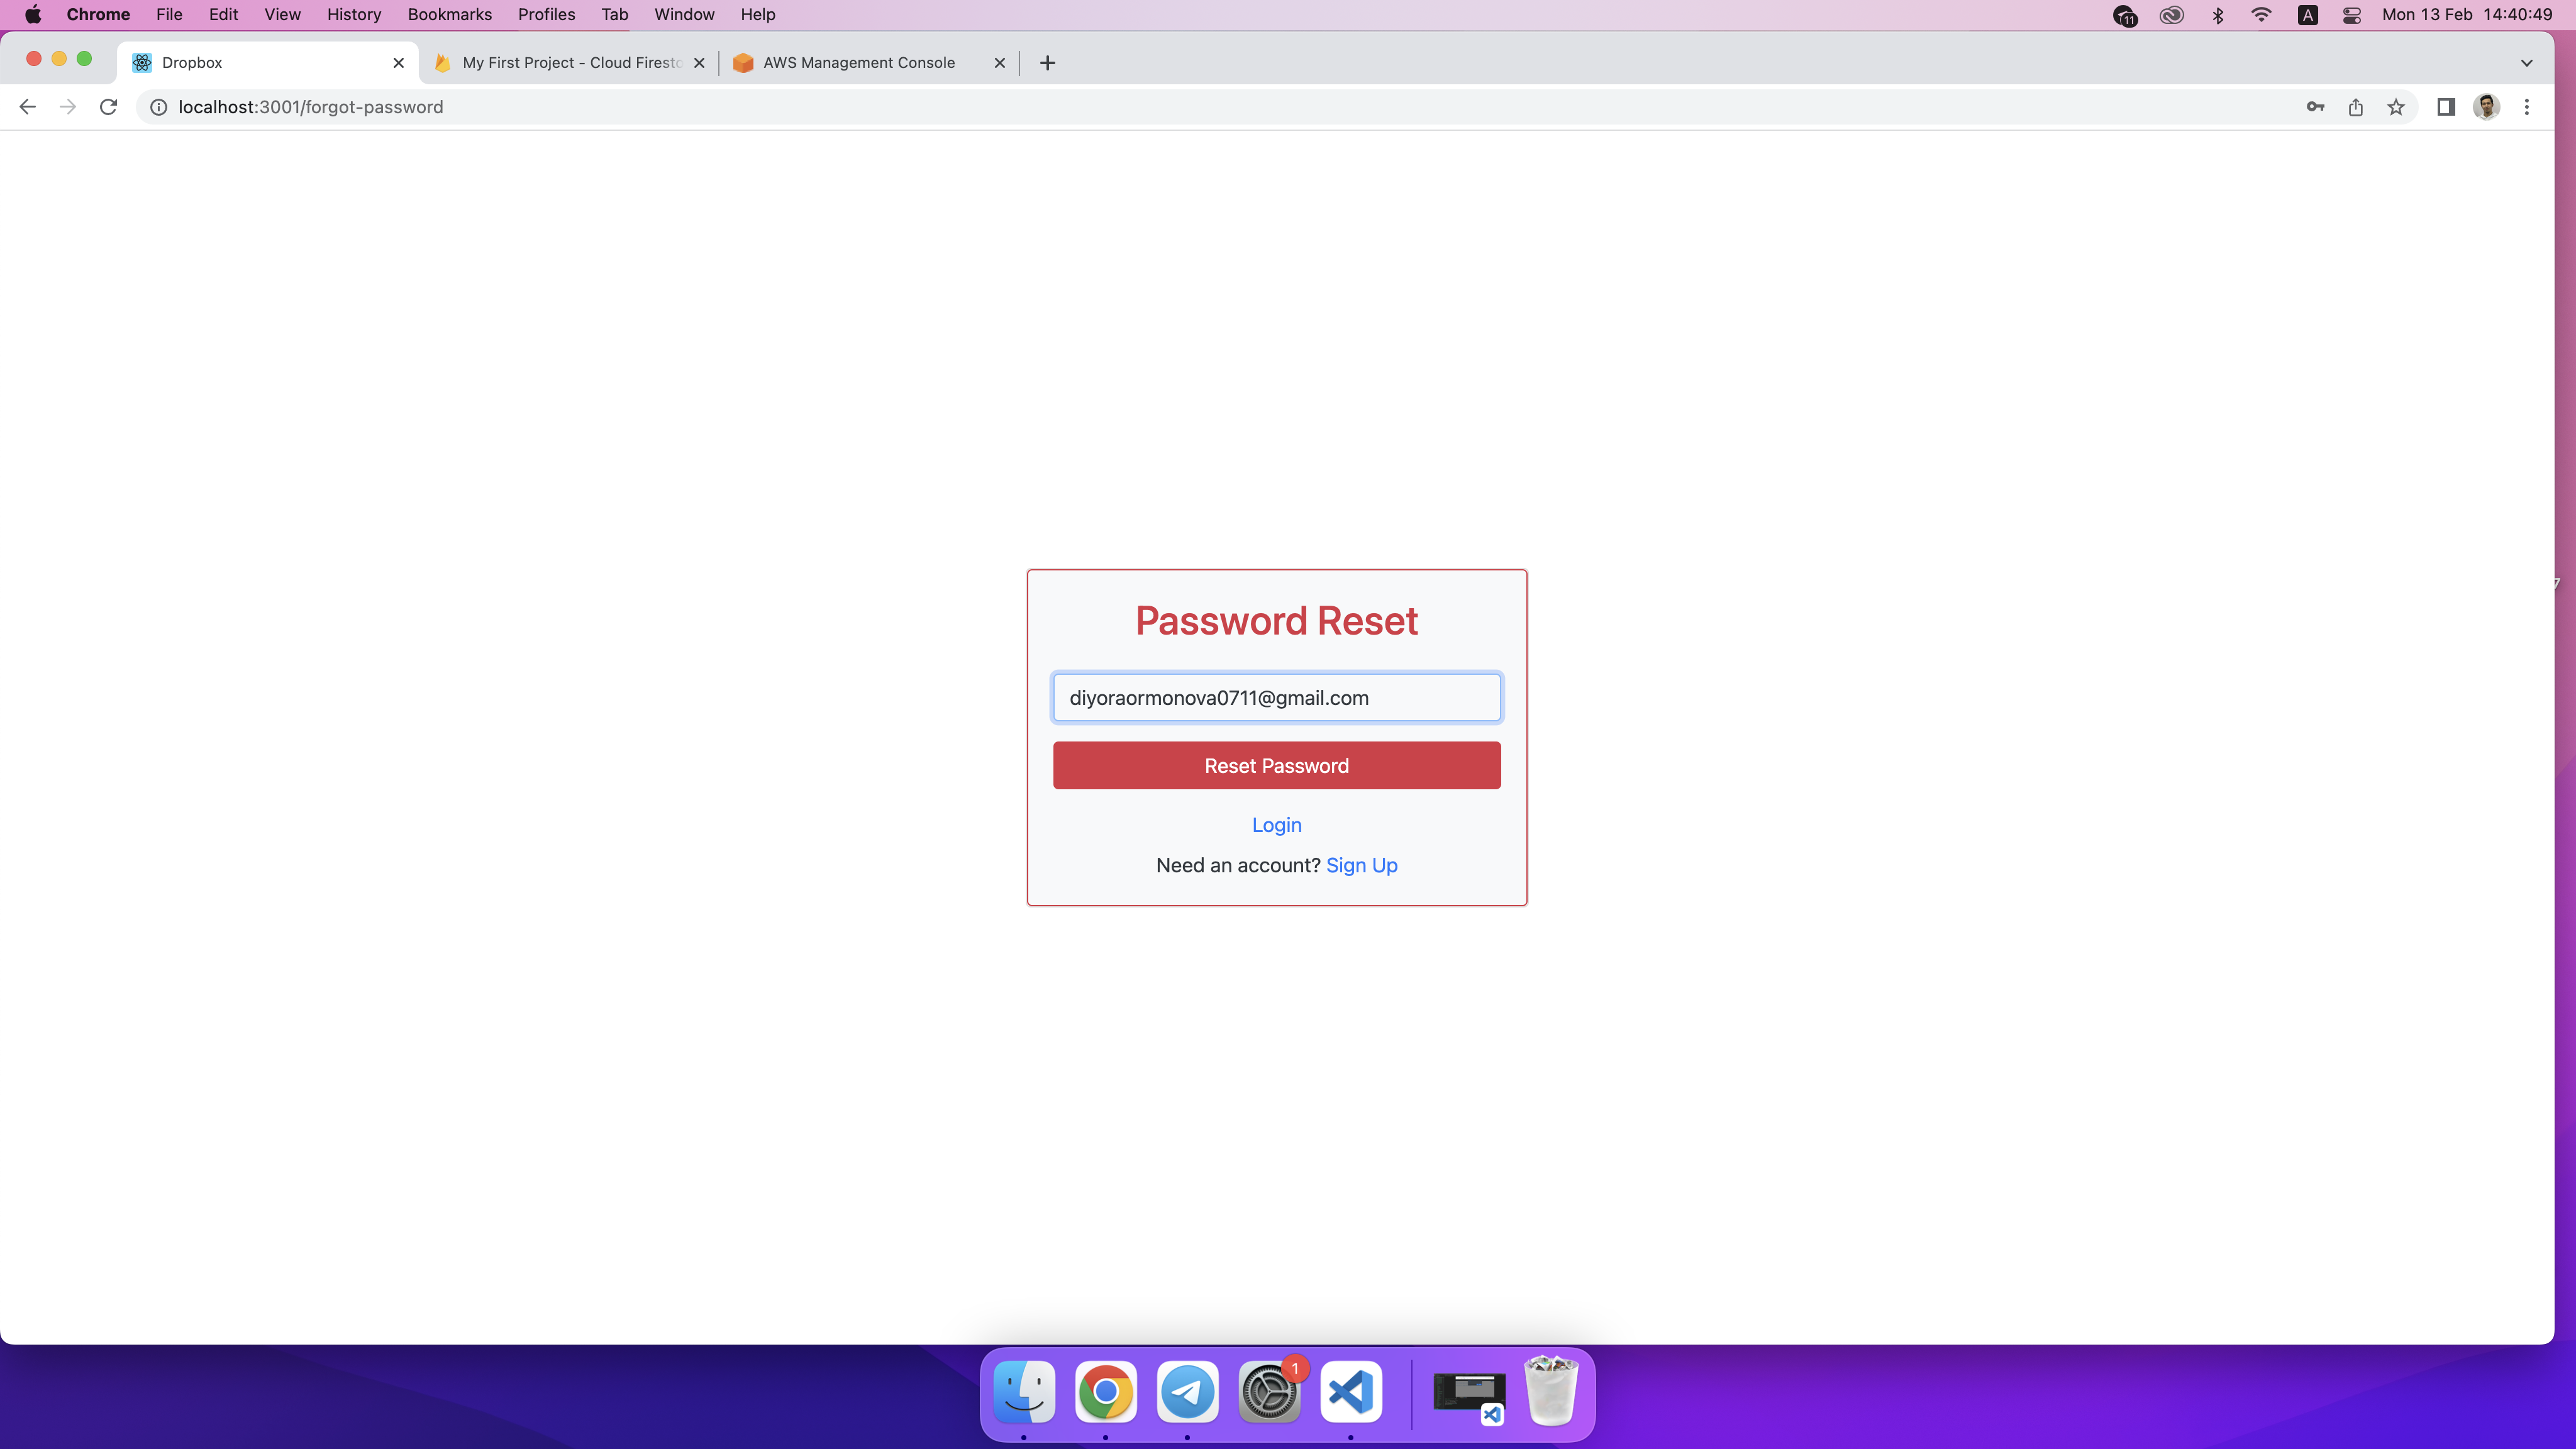 Chrome File Edit View History Bookmarks Profiles Tab Window Help 11 A Mon 13 Feb 14:40:49
Dropbox My First Project - Cloud Firesto AWS Management Console
localhost:3001/forgot-password
Password Reset
diyoraormonova0711@gmail.com
Reset Password
Login
Need an account? Sign Up
1